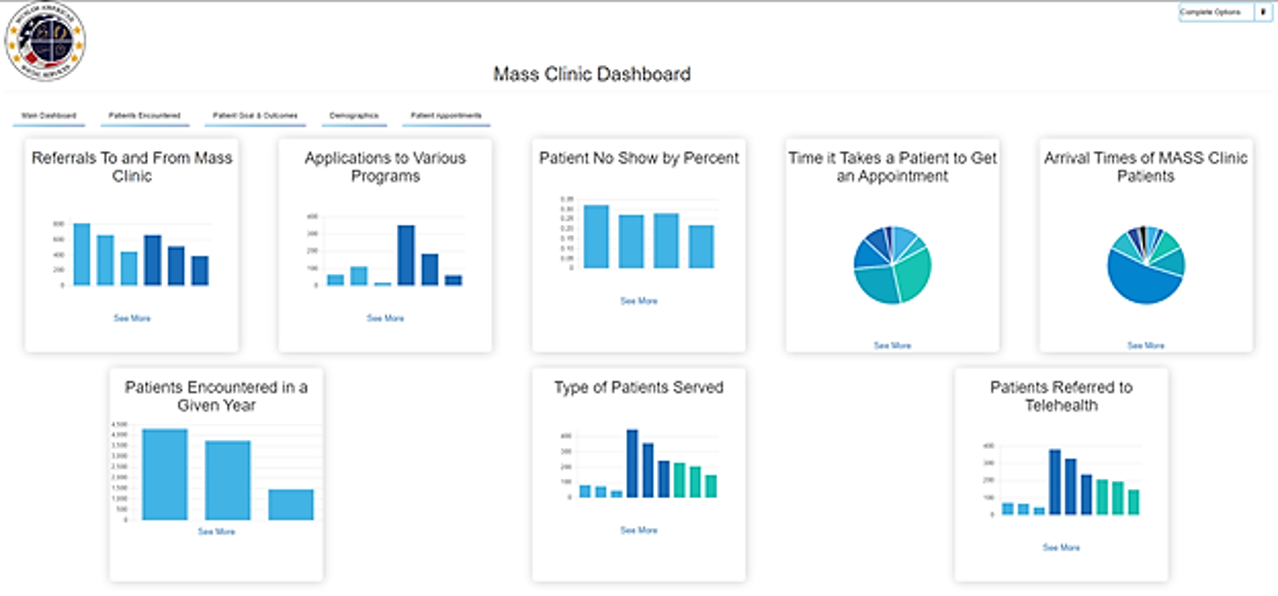 MUSLIM AMERICAN
SOCIAL SERVICES
Complete Options
Mass Clinic Dashboard
Main Dashboard
Patients Encountered
Patient Goal & Outcomes
Demographics
Patient Appointments
Referrals To and From Mass
Clinic
800
600
400
200
0
See More
Applications to Various
Programs
400
300
200
100
0
See More
Patient No Show by Percent
0.35
0.30
0.25
0.20
0.15
0.10
0.05
0
See More
Time it Takes a Patient to Get
an Appointment
See More
Arrival Times of MASS Clinic
Patients
See More
Patients Encountered in a
Given Year
4,500
4,000
3,500
3,000
2,500
2,000
1,500
1,000
500
0
See More
Type of Patients Served
400
300
200
100
0
See More
Patients Referred to
Telehealth
400
300
200
100
0
See More